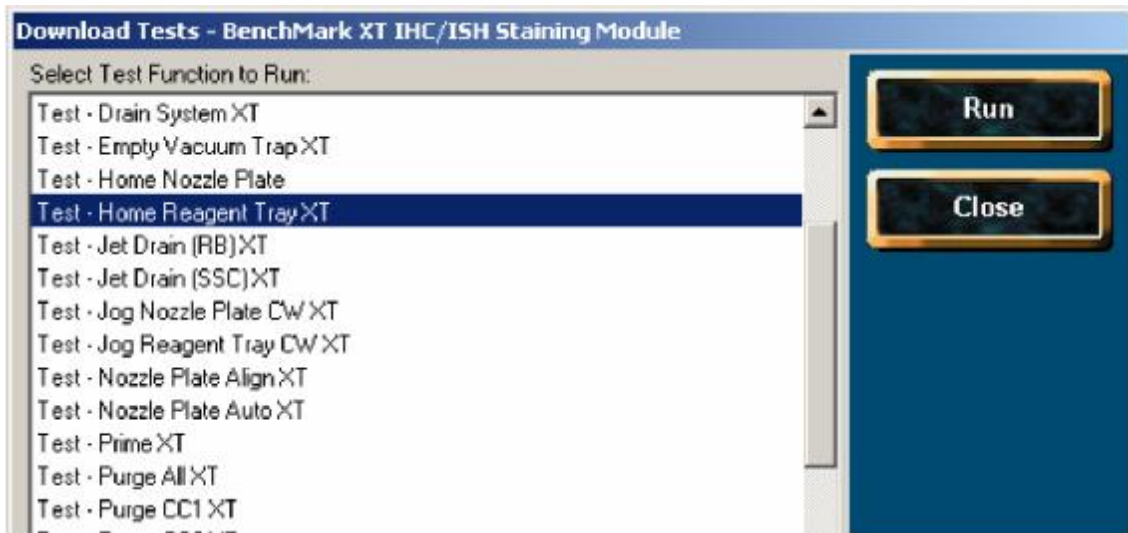 Download Tests - BenchMark XT IHC/ISH Staining Module
Select Test Function to Run:
Test - Drain System XT
Test - Empty Vacuum Trap XT
Test - Home Nozzle Plate
Test - Home Reagent Tray XT
Test - Jet Drain (RB) XT
Test - Jet Drain (SSC) XT
Test - Jog Nozzle Plate CW XT
Test - Jog Reagent Tray CW XT
Test - Nozzle Plate Align XT
Test - Nozzle Plate Auto XT
Test - Prime XT
Test - Purge All XT
Test - Purge CC1 XT
Run
Close